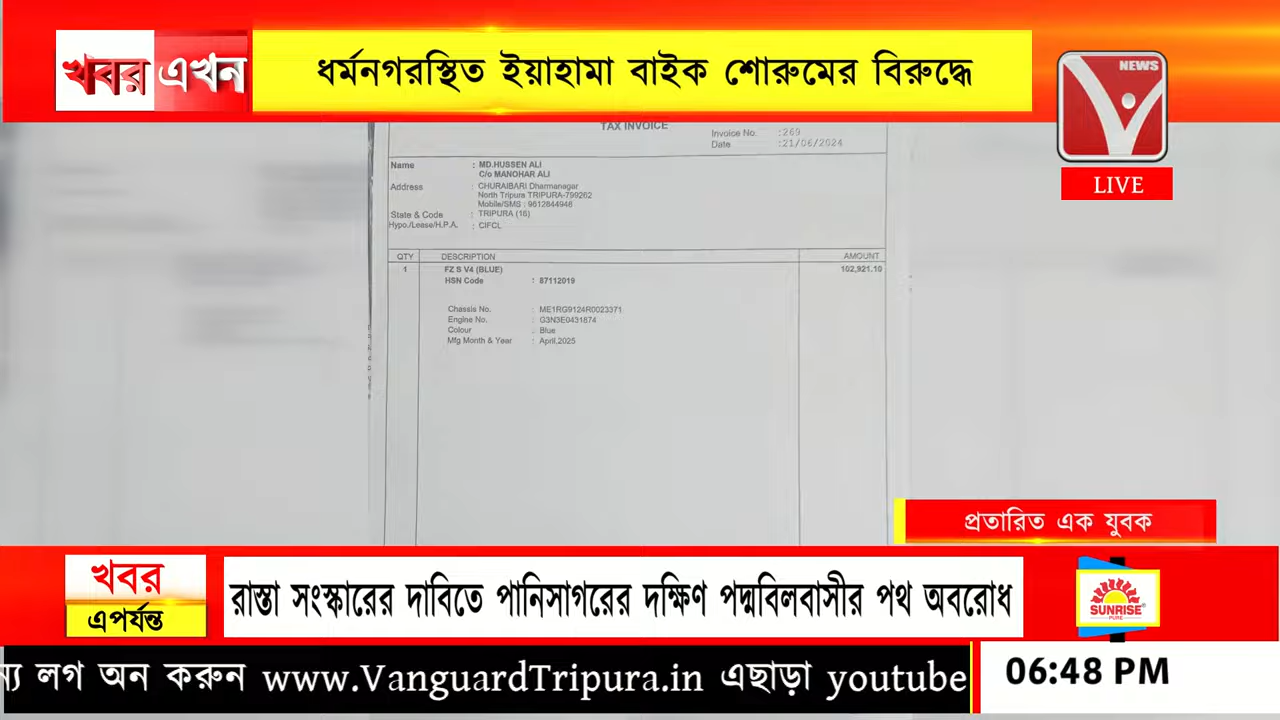 খবর এখন
ধর্মনগরস্থিত ইয়াহামা বাইক শোরুমের বিরুদ্ধে
NEWS
LIVE
TAX INVOICE
Invoice No. :269
Date :21/06/2024
Name : MD.HUSSEN ALI
C/o MANOHAR ALI
Address : CHURAIBARI Dharmanagar
North Tripura TRIPURA-799262
Mobile/SMS : 9612844946
State & Code : TRIPURA (16)
Hypo./Lease/H.P.A. : CIFCL
QTY DESCRIPTION AMOUNT
1 FZ S V4 (BLUE) 102,921.10
HSN Code : 87112019
Chassis No. : ME1RG9124R0023371
Engine No. : G3N3E0431874
Colour : Blue
Mfg Month & Year : April,2025
প্রতারিত এক যুবক
খবর
এপর্যন্ত
রাস্তা সংস্কারের দাবিতে পানিসাগরের দক্ষিণ পদ্মবিলবাসীর পথ অবরোধ
SUNRISE
PURE
ন্য লগ অন করুন www.VanguardTripura.in এছাড়া youtube
06:48 PM